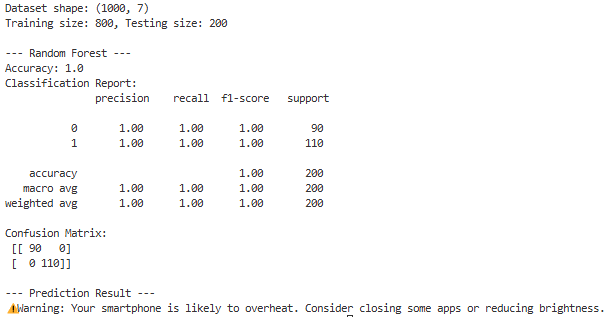 Dataset shape: (1000, 7)
Training size: 800, Testing size: 200
--- Random Forest ---
Accuracy: 1.0
Classification Report:
precision recall f1-score support
0 1.00 1.00 1.00 90
1 1.00 1.00 1.00 110
accuracy 1.00 200
macro avg 1.00 1.00 1.00 200
weighted avg 1.00 1.00 1.00 200
Confusion Matrix:
[[ 90 0]
[ 0 110]]
--- Prediction Result ---
⚠️Warning: Your smartphone is likely to overheat. Consider closing some apps or reducing brightness.